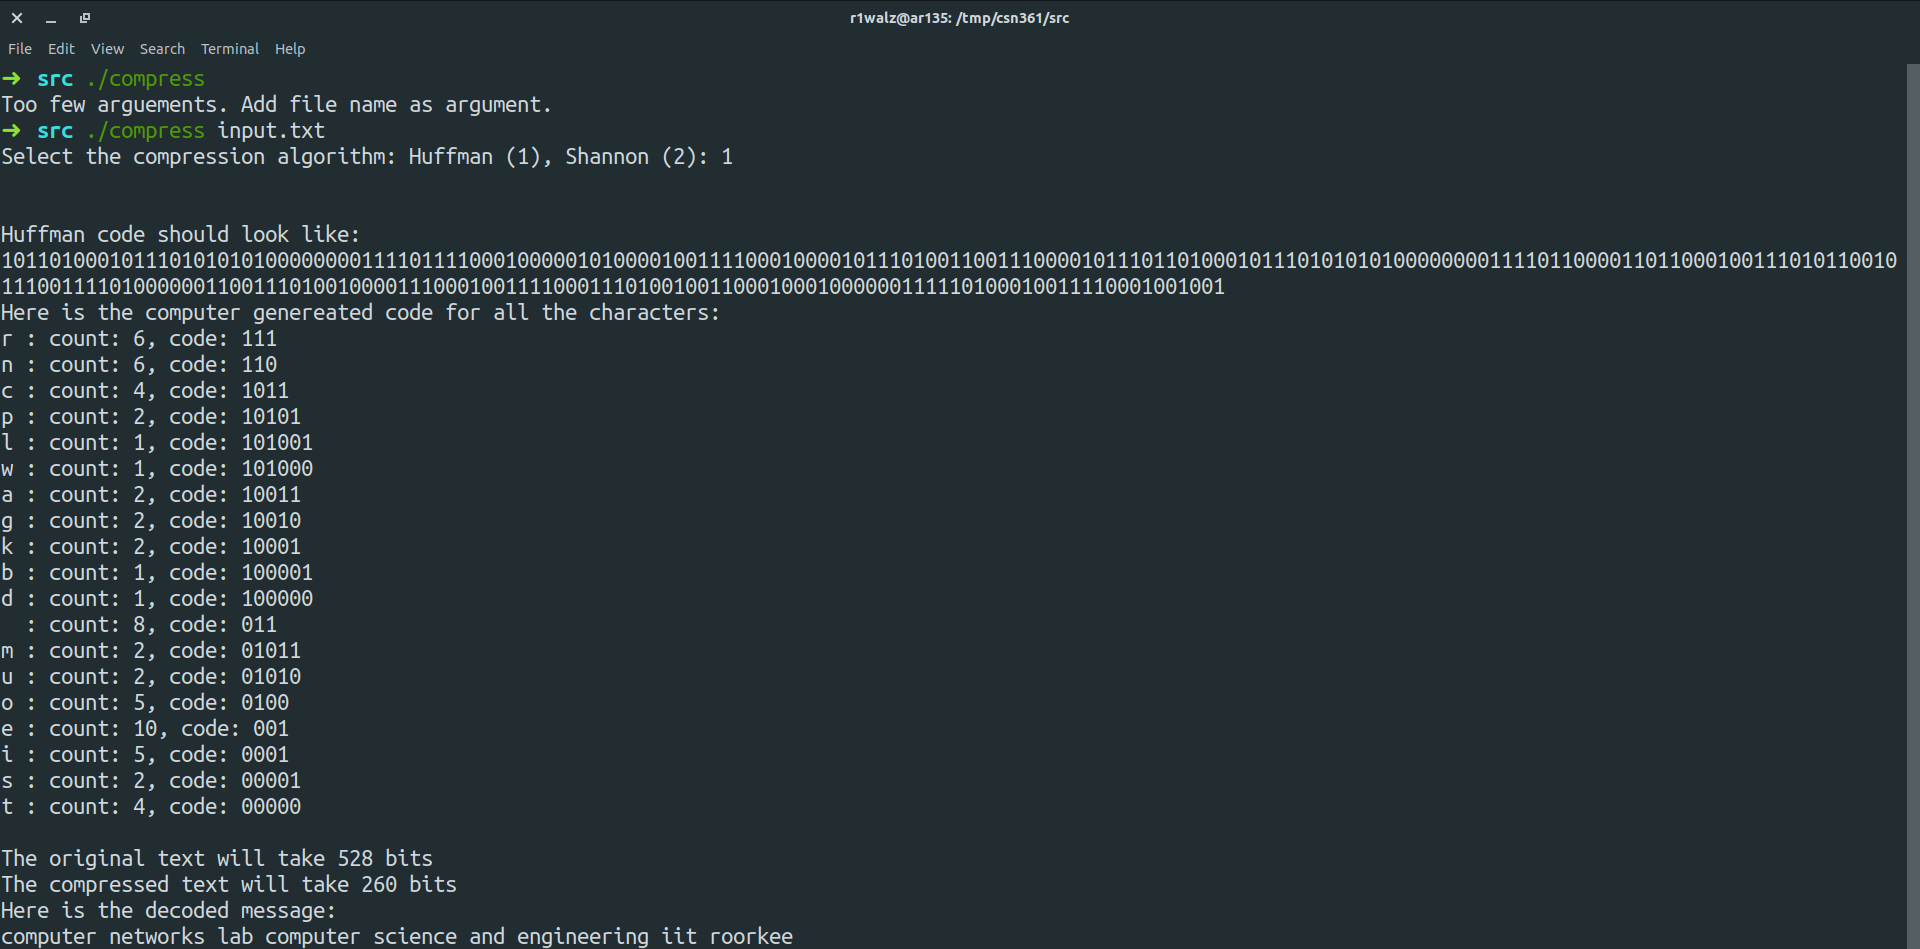 r1walz@ar135: /tmp/csn361/src
File Edit View Search Terminal Help
➜ src ./compress
Too few arguements. Add file name as argument.
➜ src ./compress input.txt
Select the compression algorithm: Huffman (1), Shannon (2): 1
Huffman code should look like:
10110100010111010101010000000011110111100010000010100001001111000100001011101001100111000010111011010001011101010101000000001111011000011011000100111010110010
111001111010000001100111010010000111000100111100011101001001100010001000000111110100010011110001001001
Here is the computer genereated code for all the characters:
r : count: 6, code: 111
n : count: 6, code: 110
c : count: 4, code: 1011
p : count: 2, code: 10101
l : count: 1, code: 101001
w : count: 1, code: 101000
a : count: 2, code: 10011
g : count: 2, code: 10010
k : count: 2, code: 10001
b : count: 1, code: 100001
d : count: 1, code: 100000
  : count: 8, code: 011
m : count: 2, code: 01011
u : count: 2, code: 01010
o : count: 5, code: 0100
e : count: 10, code: 001
i : count: 5, code: 0001
s : count: 2, code: 00001
t : count: 4, code: 00000
The original text will take 528 bits
The compressed text will take 260 bits
Here is the decoded message:
computer networks lab computer science and engineering iit roorkee